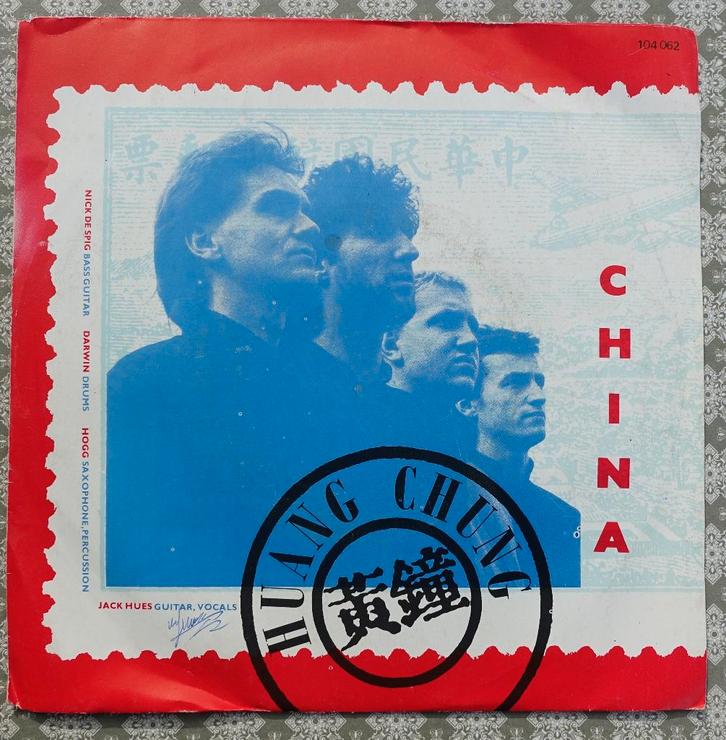 104 062
中華民國
票
CHINA
NICK DE SPIG BASS GUITAR
DARWIN DRUMS
HOGG SAXOPHONE, PERCUSSION
JACK HUES GUITAR, VOCALS
HUANG CHUNG
黃鐘